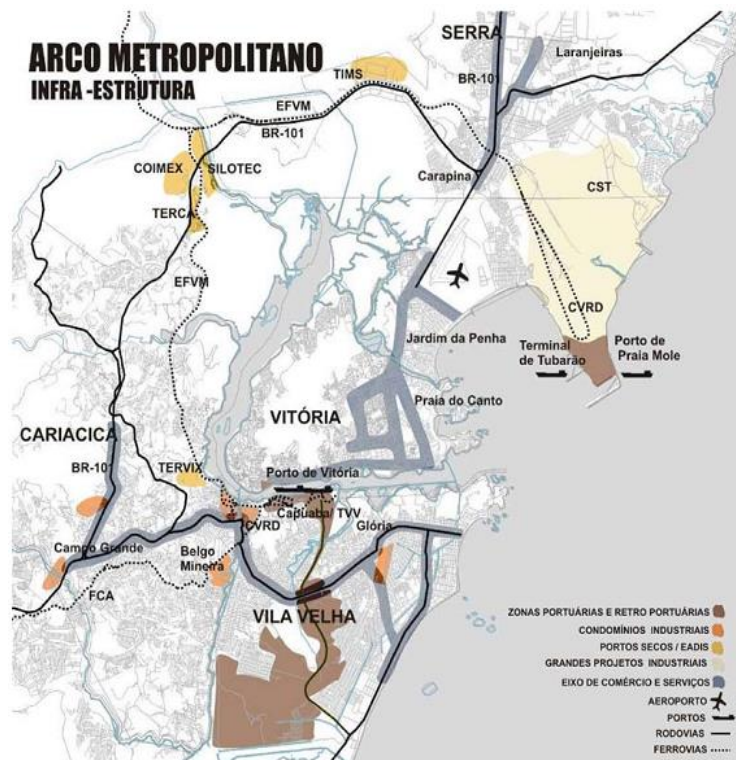 ARCO METROPOLITANO
INFRA -ESTRUTURA
SERRA
Laranjeiras
TIMS
BR-101
EFVM
BR-101
COIMEX
SILOTEC
Carapina
CST
TERCA
EFVM
CVRD
Jardim da Penha
Terminal
de Tubarão
Porto de
Praia Mole
Praia do Canto
VITÓRIA
CARIACICA
BR-101
TERVIX
Porto de Vitória
Capuaba/ TVV
CVRD
Glória
Campo Grande
Belgo
Mineira
FCA
VILA VELHA
ZONAS PORTUÁRIAS E RETRO PORTUÁRIAS
CONDOMÍNIOS INDUSTRIAIS
PORTOS SECOS / EADIS
GRANDES PROJETOS INDUSTRIAIS
EIXO DE COMÉRCIO E SERVIÇOS
AEROPORTO
PORTOS
RODOVIAS
FERROVIAS